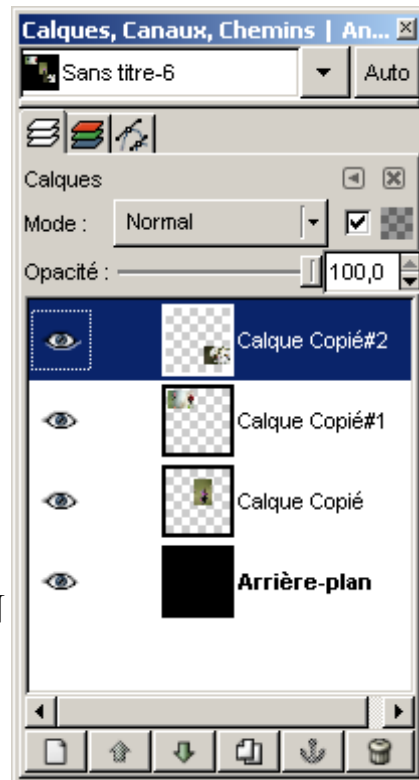 Calques, Canaux, Chemins | An...
Sans titre-6 Auto
Calques
Mode : Normal
Opacité : 100,0
Calque Copié#2
Calque Copié#1
Calque Copié
Arrière-plan